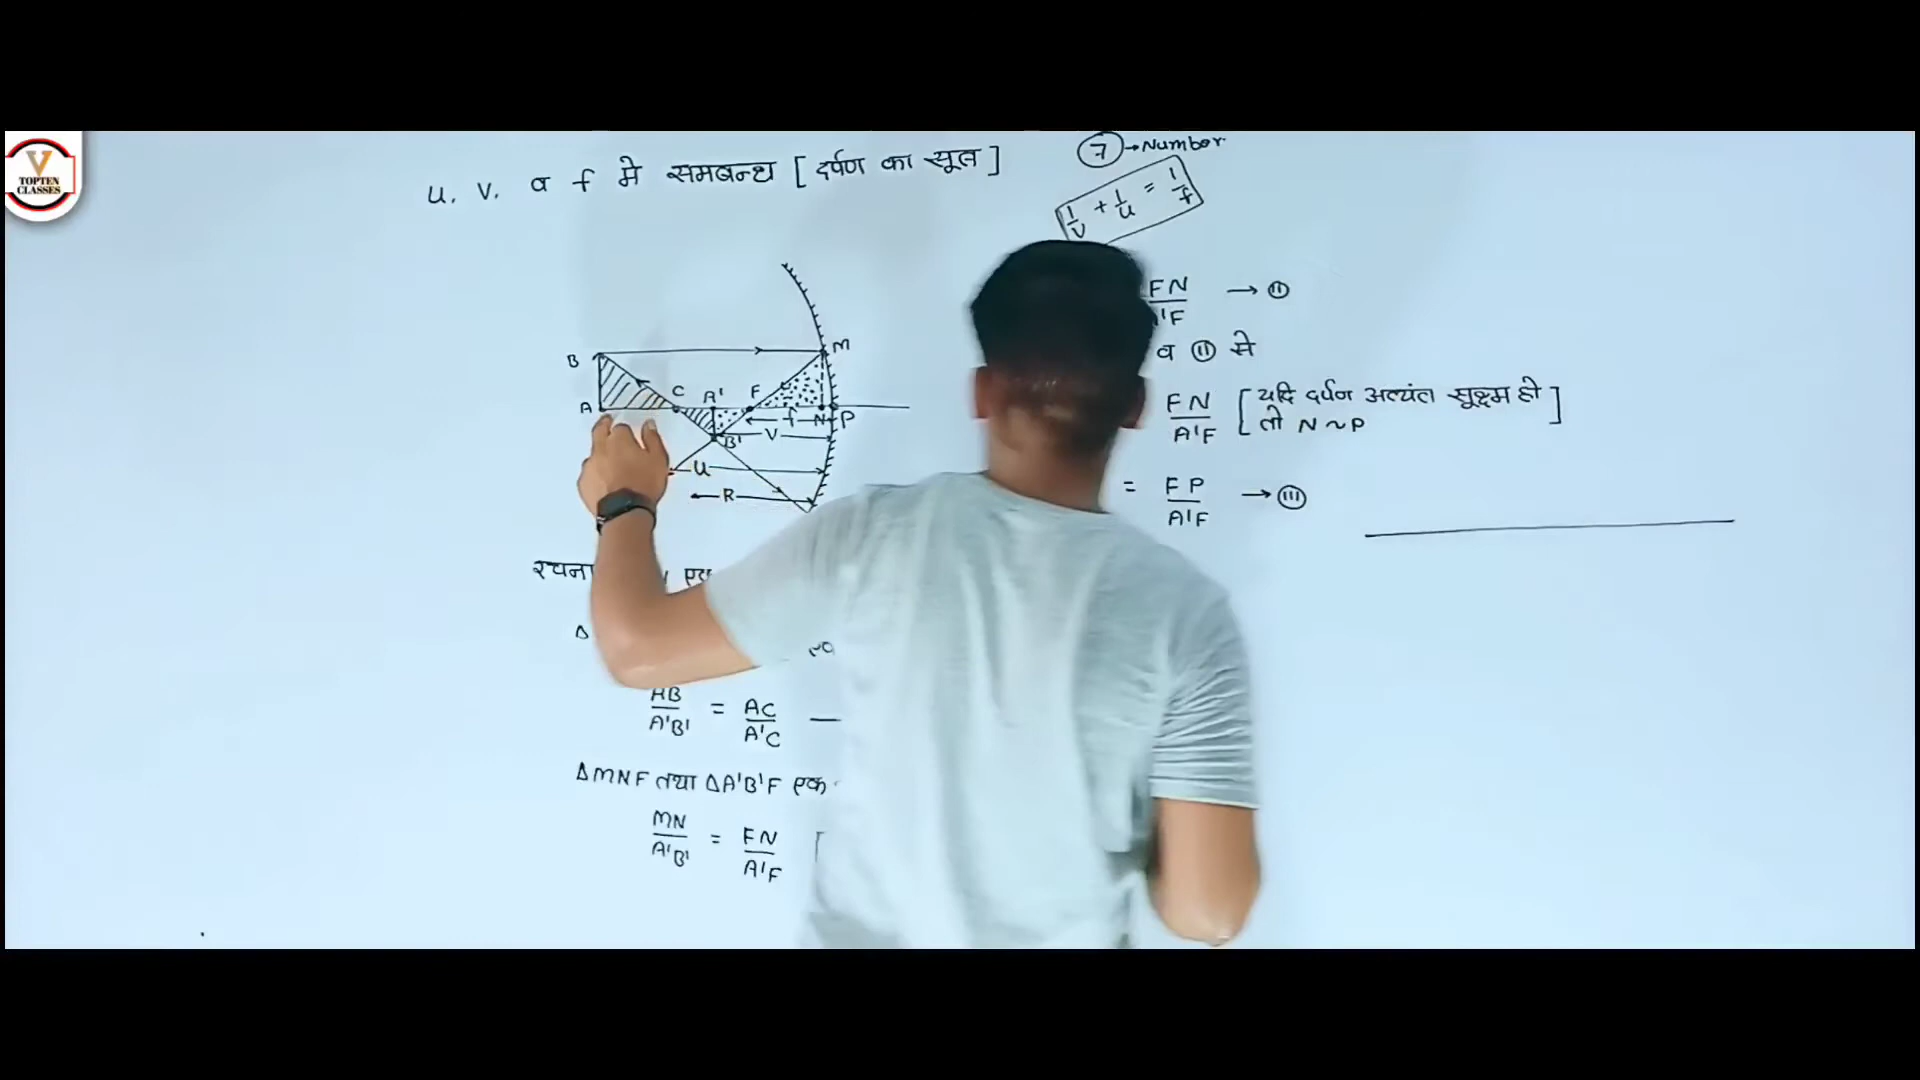 V
TOPTEN
CLASSES
u. v. व f मे समबन्ध [दर्पण का सूत्र]
7 → Number
1/v + 1/u = 1/f
B
M
A
C
A'
F
f
N
P
B'
V
u
R
रचना
Δ
AB/A'B' = AC/A'C —
ΔMNF तथा ΔA'B'F एक
MN/A'B' = FN/A'F [
FN/A'F → II
व II से
FN/A'F [यदि दर्पण अत्यंत सूक्ष्म हो
तो N ~ P]
= FP/A'F → III